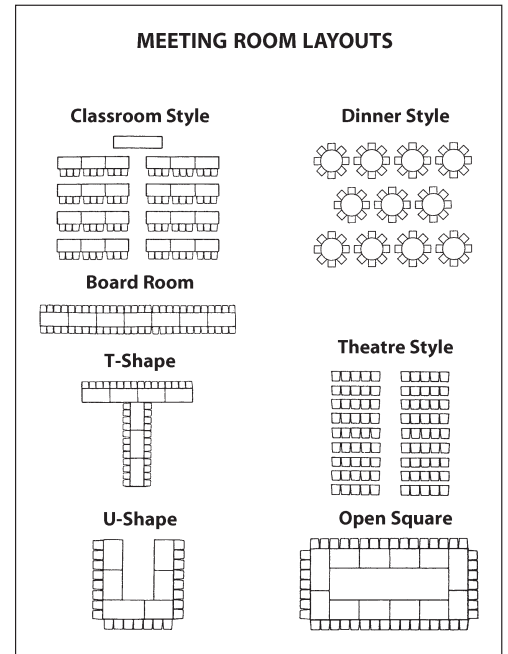 MEETING ROOM LAYOUTS
Classroom Style
Dinner Style
Board Room
Theatre Style
T-Shape
U-Shape
Open Square